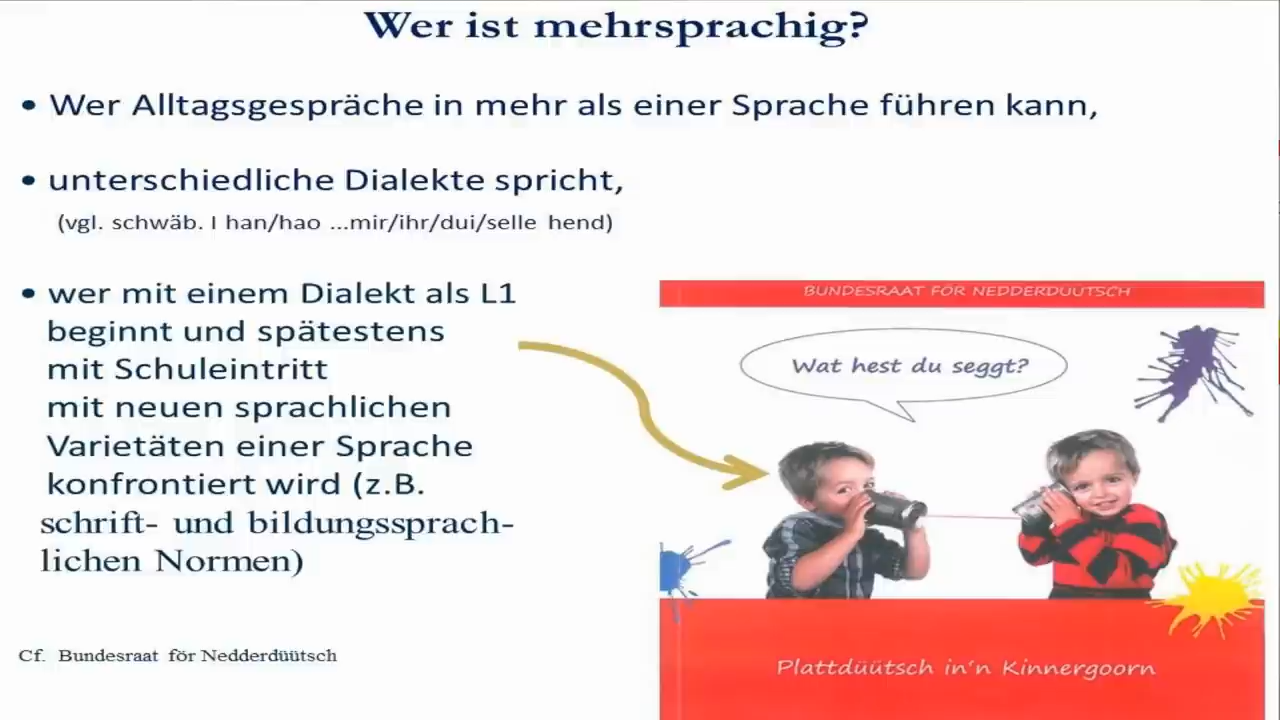 Wer ist mehrsprachig?
• Wer Alltagsgespräche in mehr als einer Sprache führen kann,
• unterschiedliche Dialekte spricht,
(vgl. schwäb. I han/hao ...mir/ihr/dui/selle hend)
• wer mit einem Dialekt als L1
beginnt und spätestens
mit Schuleintritt
mit neuen sprachlichen
Varietäten einer Sprache
konfrontiert wird (z.B.
schrift- und bildungssprach-
lichen Normen)
Cf. Bundesraat för Nedderdüütsch
BUNDESRAAT FÖR NEDDERDÜÜTSCH
Wat hest du seggt?
Plattdüütsch in'n Kinnergoorn